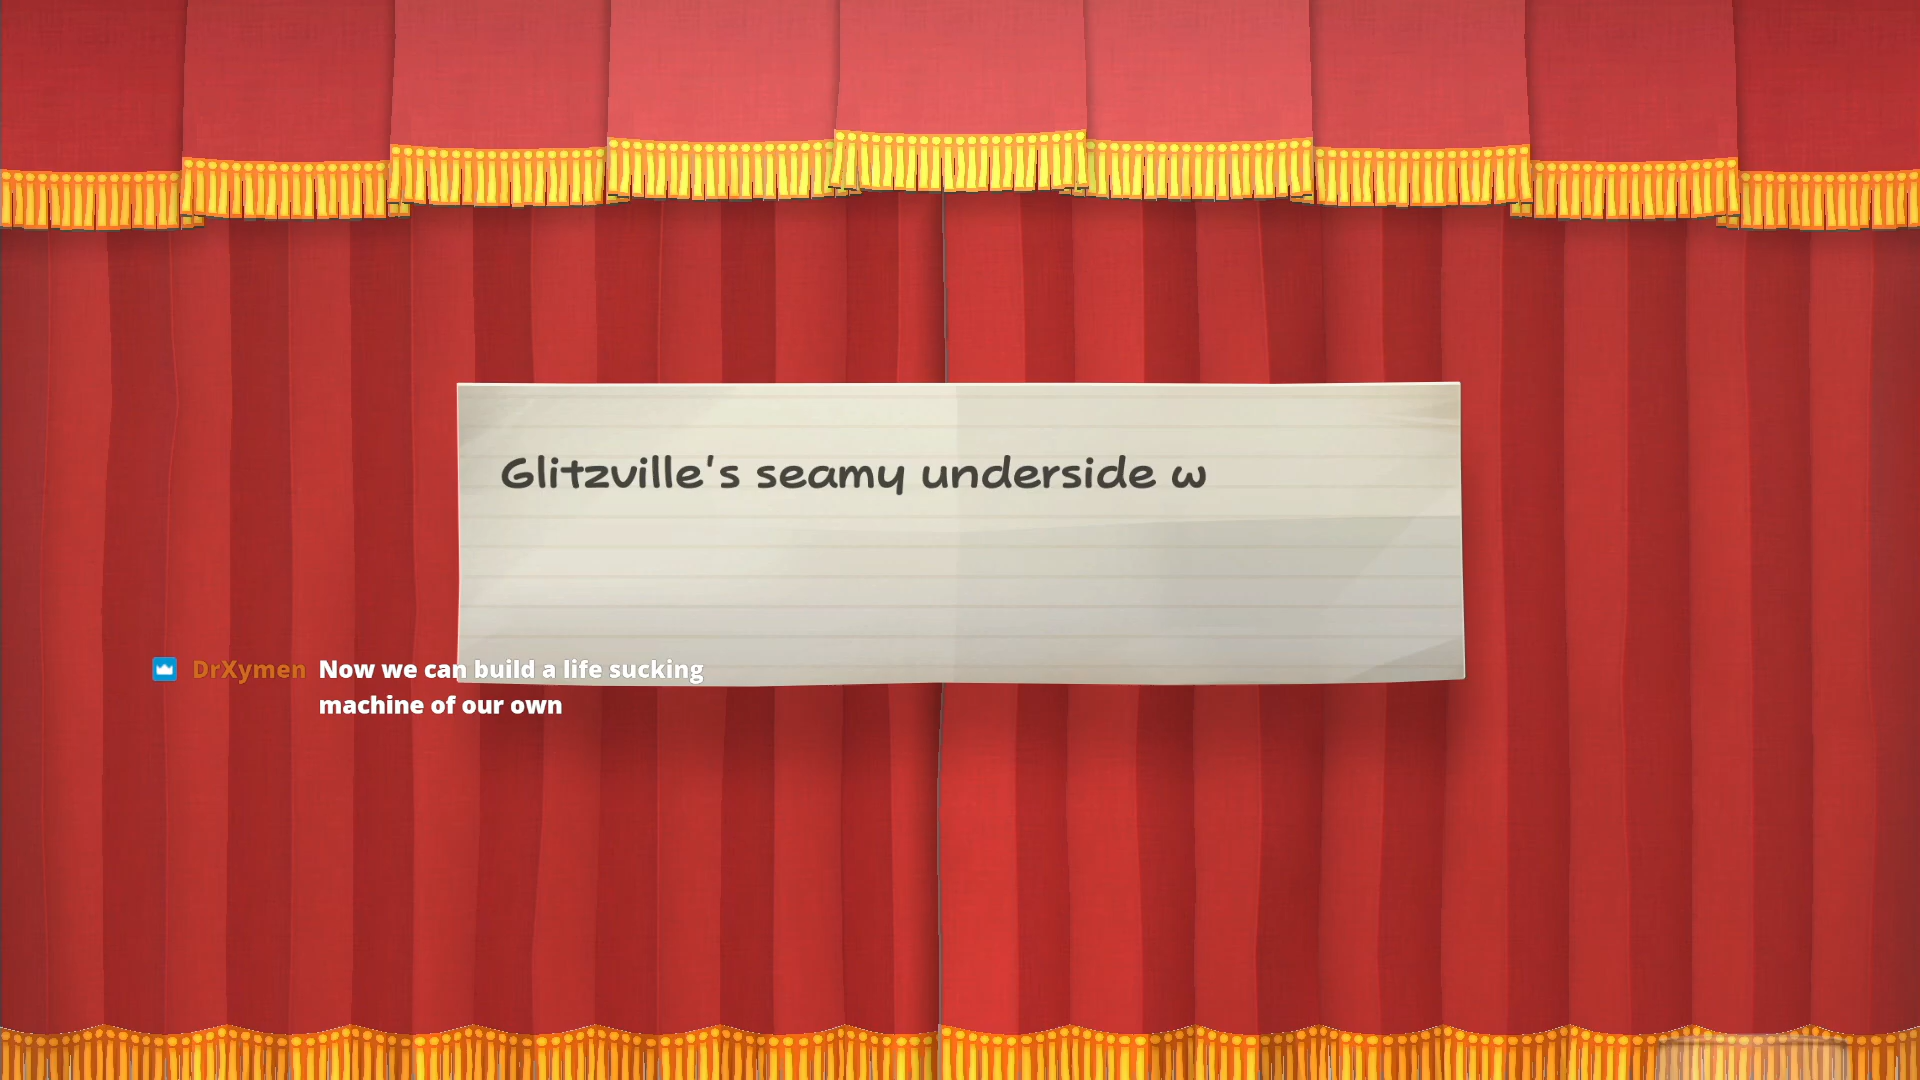 Glitzville's seamy underside w
DrXymen Now we can build a life sucking
machine of our own